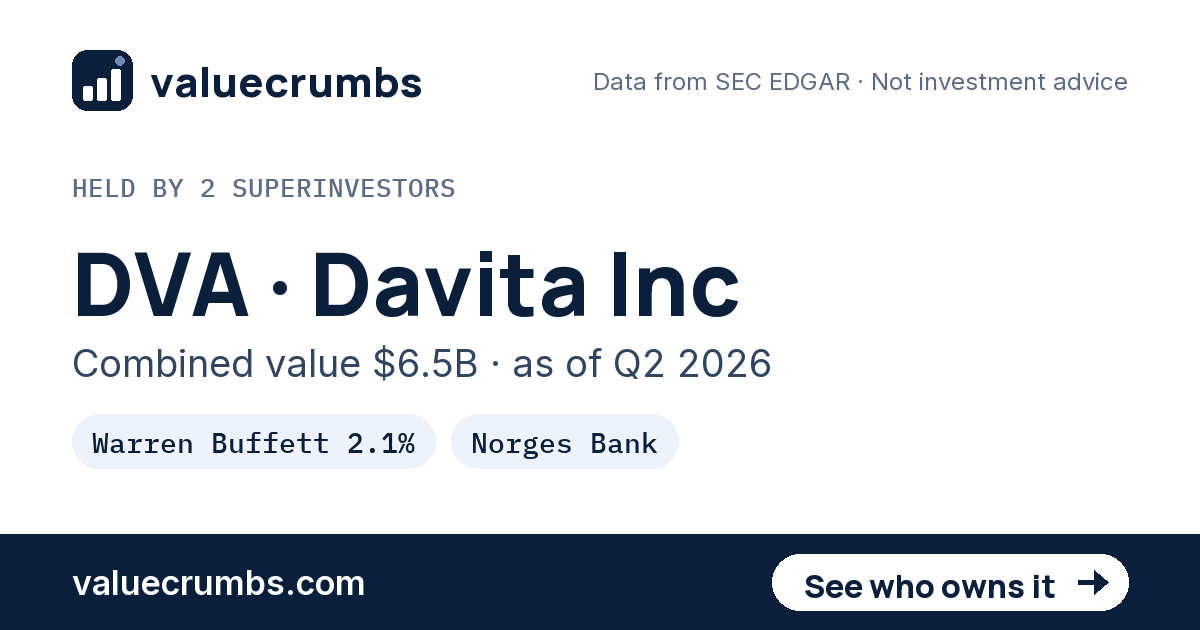 valuecrumbs
Data from SEC EDGAR · Not investment advice
HELD BY 2 SUPERINVESTORS
DVA · Davita Inc
Combined value $6.5B · as of Q2 2026
Warren Buffett 2.1%
Norges Bank
valuecrumbs.com
See who owns it →